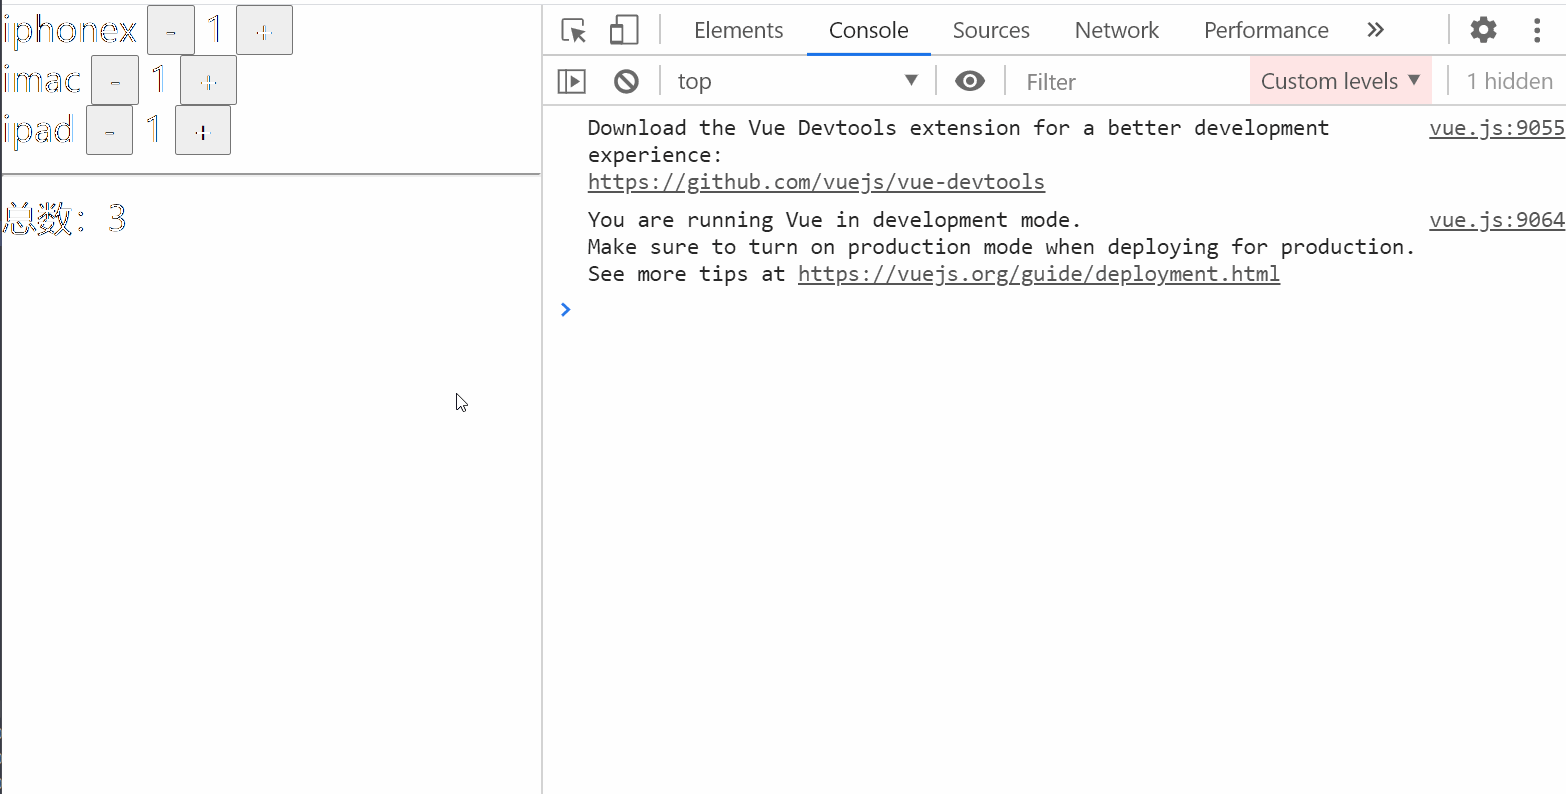 iphonex - 1 +
imac - 1 +
ipad - 1 +
总数：3
Elements Console Sources Network Performance »
top Filter Custom levels 1 hidden
Download the Vue Devtools extension for a better development vue.js:9055
experience:
https://github.com/vuejs/vue-devtools
You are running Vue in development mode. vue.js:9064
Make sure to turn on production mode when deploying for production.
See more tips at https://vuejs.org/guide/deployment.html